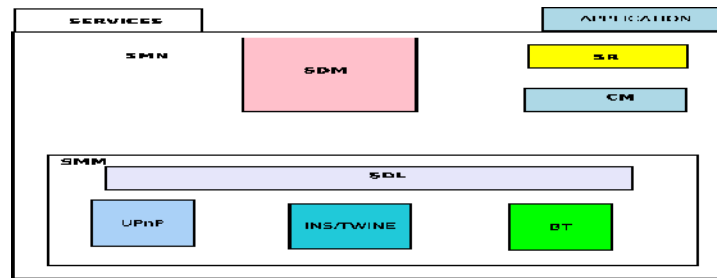 SERVICES
APPLICATION
SMN
SDM
SR
CM
SMM
SDL
UPnP
INS/TWINE
BT